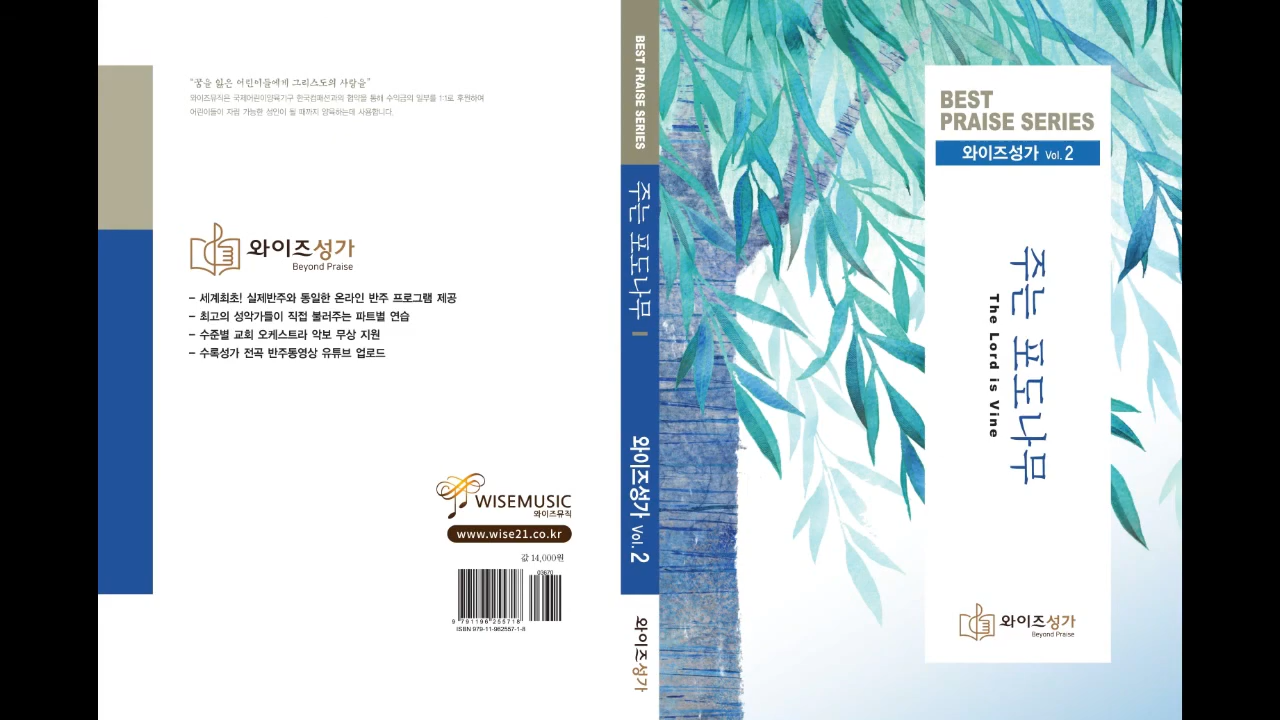 “꿈을 잃은 어린이들에게 그리스도의 사랑을”
와이즈뮤직은 국제어린이양육기구 한국컴패션과의 협약을 통해 수익금의 일부를 1:1로 후원하며
어린이들이 자립 가능한 성인이 될 때까지 양육하는데 사용합니다.
와이즈성가
Beyond Praise
– 세계최초! 실제반주와 동일한 온라인 반주 프로그램 제공
– 최고의 성악가들이 직접 불러주는 파트별 연습
– 수준별 교회 오케스트라 악보 무상 지원
– 수록성가 전곡 반주동영상 유튜브 업로드
WISEMUSIC
와이즈뮤직
www.wise21.co.kr
값 14,000원
03670
9 791196 255718
ISBN 979-11-962557-1-8
BEST PRAISE SERIES
주는 포도나무
와이즈성가 Vol. 2
와이즈성가
BEST
PRAISE SERIES
와이즈성가 Vol. 2
주는 포도나무
The Lord is Vine
와이즈성가
Beyond Praise